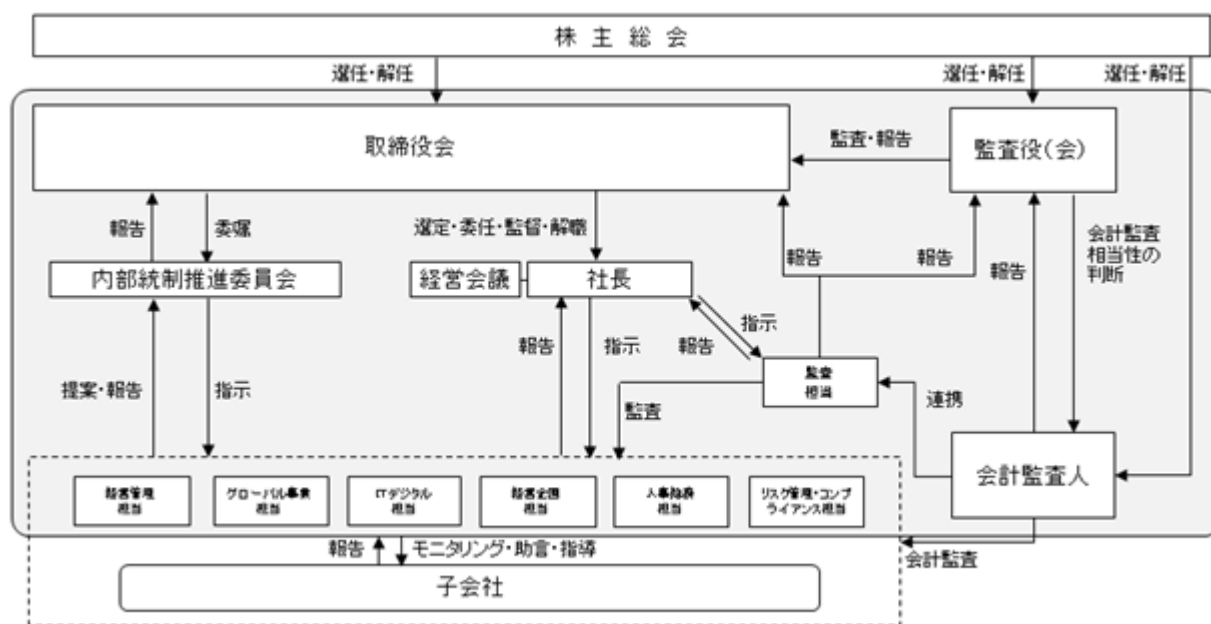 株主総会
選任・解任
選任・解任
選任・解任
取締役会
監査・報告
監査役(会)
報告
委嘱
選定・委任・監督・解職
報告
報告
報告
会計監査
相当性の
判断
内部統制推進委員会
経営会議
社長
指示
報告
報告
指示
提案・報告
指示
監査
担当
監査
連携
会計監査人
経営管理
担当
グローバル事業
担当
ITデジタル
担当
経営企画
担当
人事総務
担当
リスク管理・コンプ
ライアンス担当
報告
モニタリング・助言・指導
会計監査
子会社